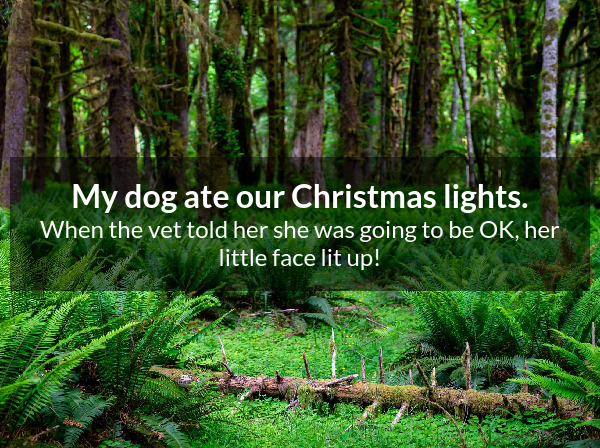 My dog ate our Christmas lights.
When the vet told her she was going to be OK, her
little face lit up!